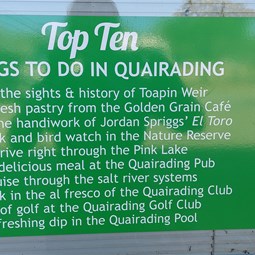 Top Ten
GS TO DO IN QUAIRADING
the sights & history of Toapin Weir
esh pastry from the Golden Grain Café
he handiwork of Jordan Spriggs' El Toro
k and bird watch in the Nature Reserve
rive right through the Pink Lake
delicious meal at the Quairading Pub
uise through the salt river systems
k in the al fresco of the Quairading Club
of golf at the Quairading Golf Club
freshing dip in the Quairading Pool